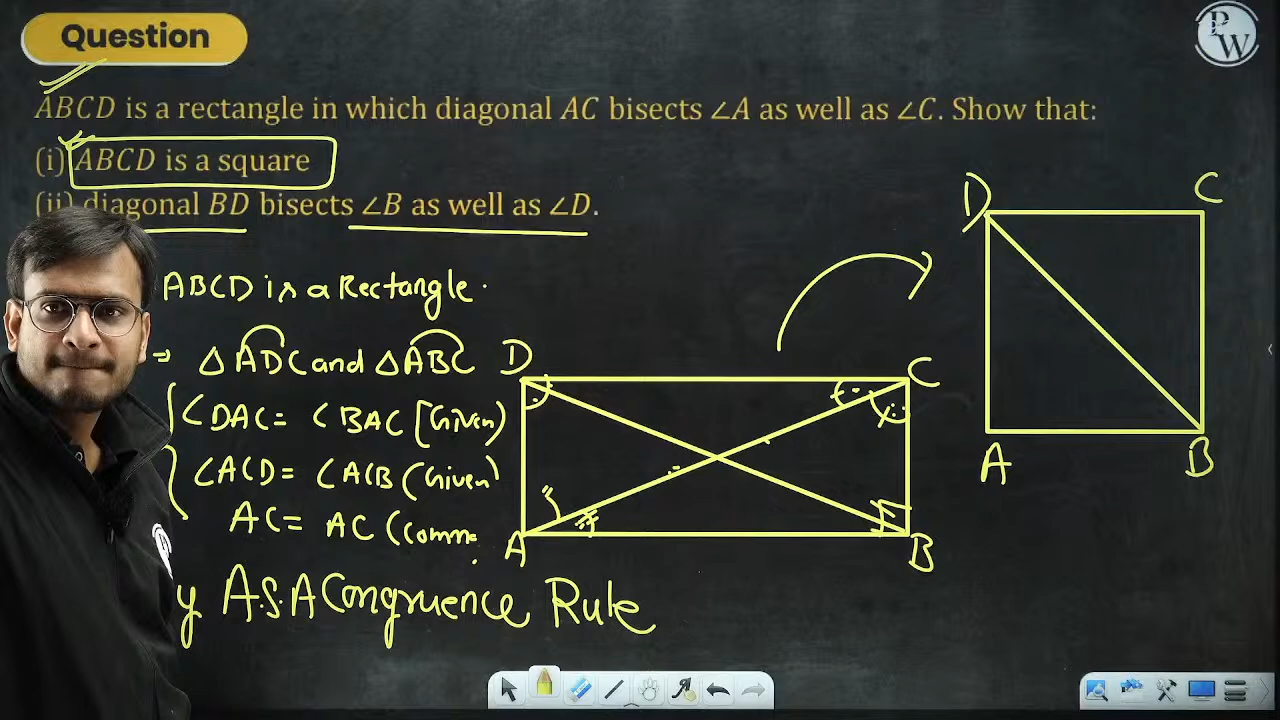 Question
PW
ABCD is a rectangle in which diagonal AC bisects ∠A as well as ∠C. Show that:
(i) ABCD is a square
(ii) diagonal BD bisects ∠B as well as ∠D.
ABCD is a Rectangle.
⇒ △ADC and △ABC
∠DAC = ∠BAC [Given)
∠ACD = ∠ACB (Given)
AC = AC (Comm
y A.S.A Congruence Rule
D
C
A
B
D
C
A
B